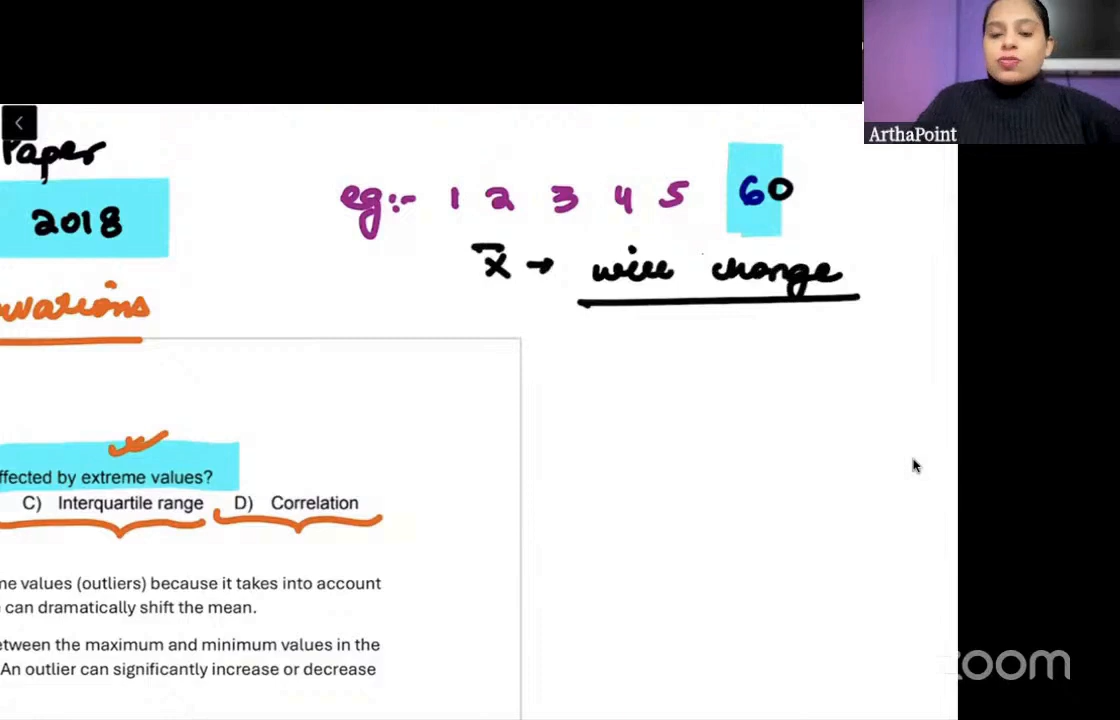 ArthaPoint
Paper
2018
eg:- 1 2 3 4 5 60
x̄ → will change
ffected by extreme values?
C) Interquartile range D) Correlation
me values (outliers) because it takes into account
can dramatically shift the mean.
etween the maximum and minimum values in the
An outlier can significantly increase or decrease
zoom